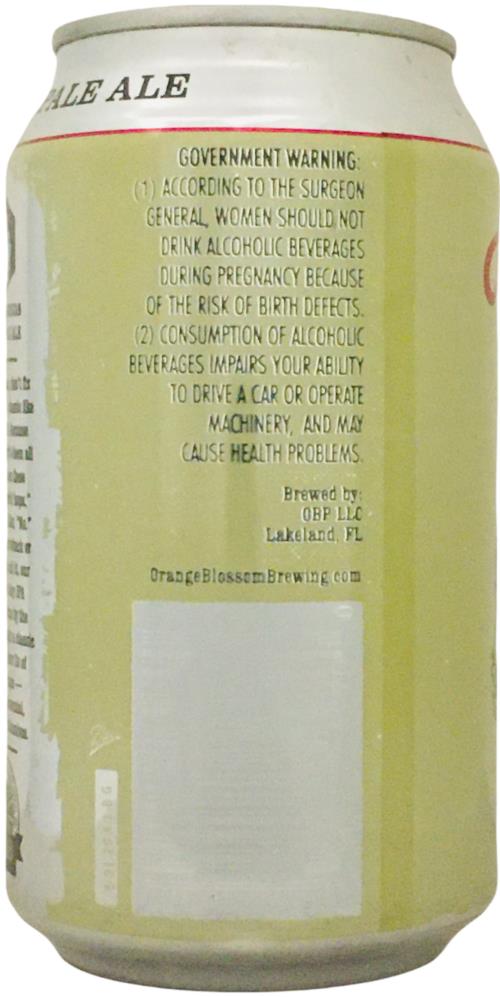 ALE ALE
GOVERNMENT WARNING:
(1) ACCORDING TO THE SURGEON
GENERAL, WOMEN SHOULD NOT
DRINK ALCOHOLIC BEVERAGES
DURING PREGNANCY BECAUSE
OF THE RISK OF BIRTH DEFECTS.
(2) CONSUMPTION OF ALCOHOLIC
BEVERAGES IMPAIRS YOUR ABILITY
TO DRIVE A CAR OR OPERATE
MACHINERY, AND MAY
CAUSE HEALTH PROBLEMS.
Brewed by:
OBP LLC
Lakeland, FL
OrangeBlossomBrewing.com